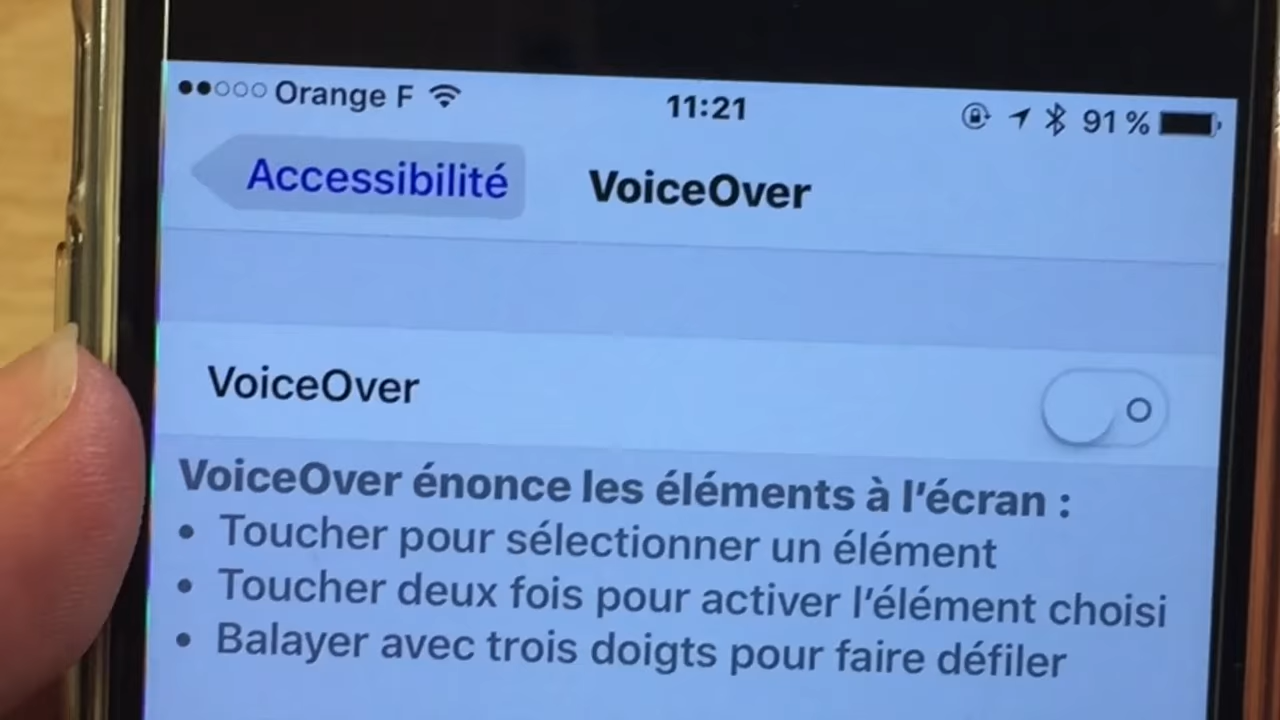 Orange F 11:21 91 %
Accessibilité VoiceOver
VoiceOver
VoiceOver énonce les éléments à l'écran :
• Toucher pour sélectionner un élément
• Toucher deux fois pour activer l'élément choisi
• Balayer avec trois doigts pour faire défiler